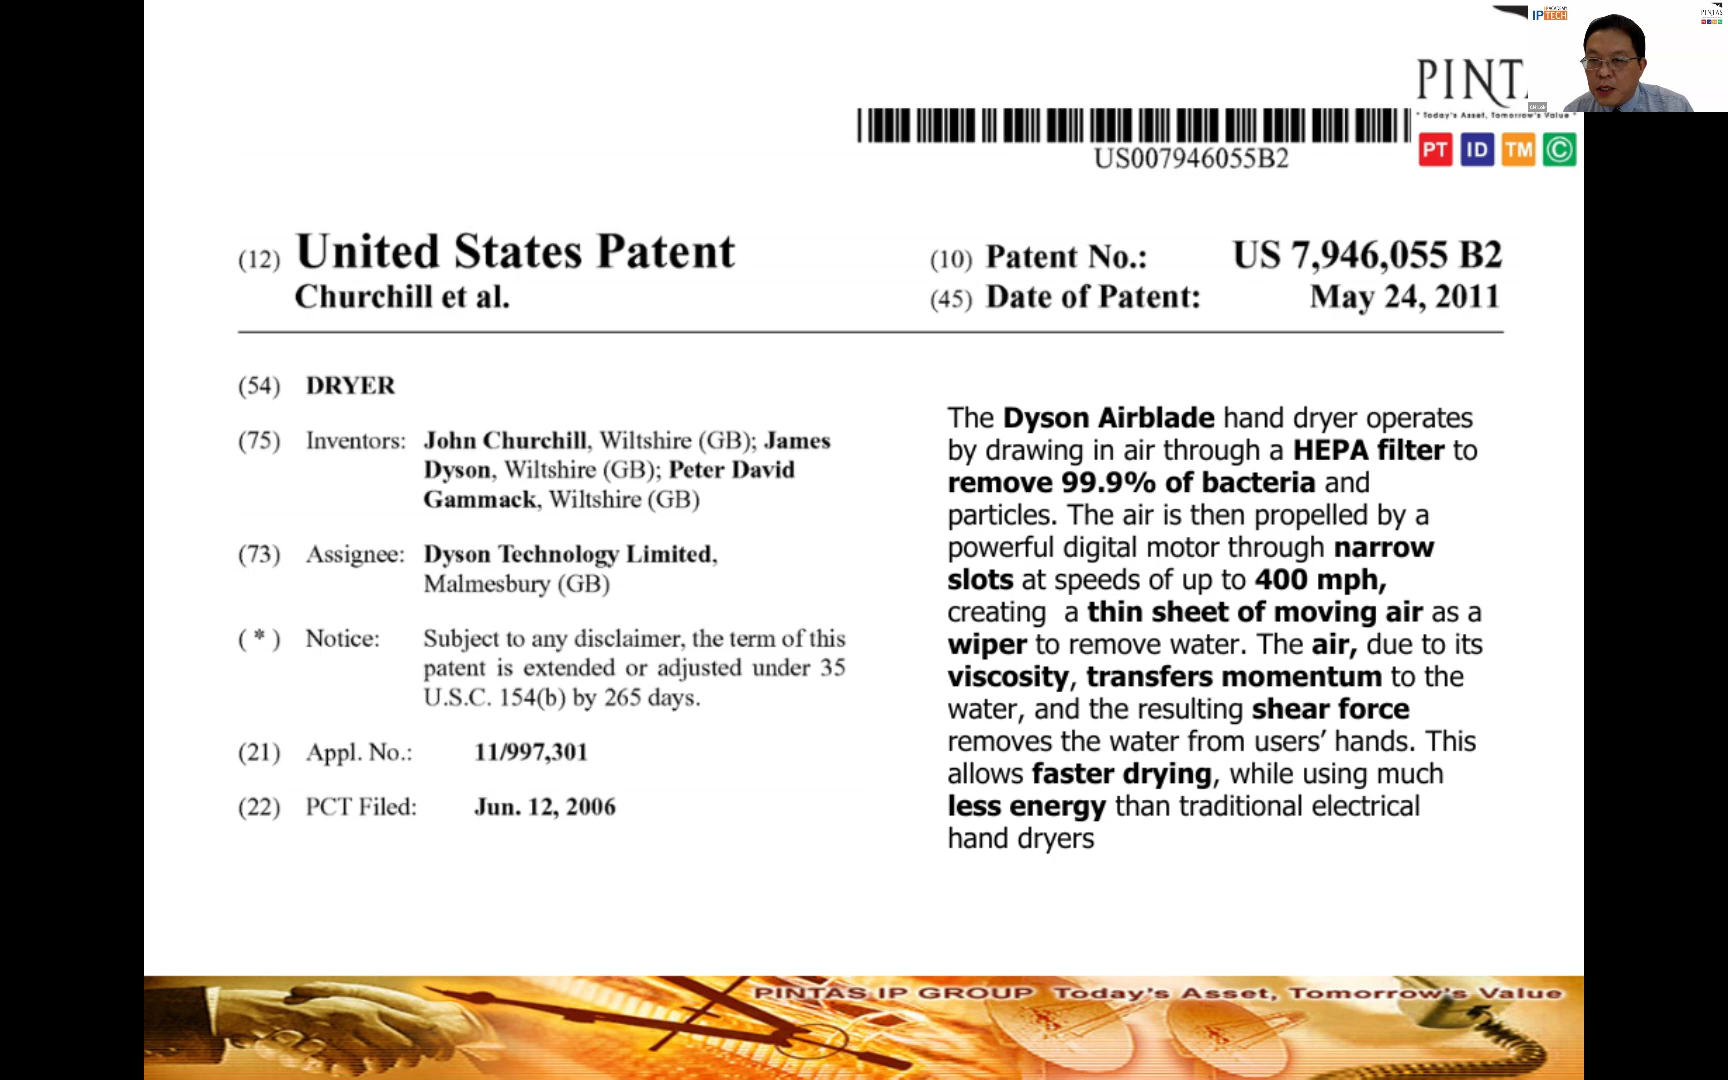 IPTECH
PINTAS
PINT
"Today's Asset, Tomorrow's Value"
PT ID TM ©
US007946055B2
(12) United States Patent
Churchill et al.
(10) Patent No.: US 7,946,055 B2
(45) Date of Patent: May 24, 2011
(54) DRYER
(75) Inventors: John Churchill, Wiltshire (GB); James
Dyson, Wiltshire (GB); Peter David
Gammack, Wiltshire (GB)
(73) Assignee: Dyson Technology Limited,
Malmesbury (GB)
( * ) Notice: Subject to any disclaimer, the term of this
patent is extended or adjusted under 35
U.S.C. 154(b) by 265 days.
(21) Appl. No.: 11/997,301
(22) PCT Filed: Jun. 12, 2006
The Dyson Airblade hand dryer operates
by drawing in air through a HEPA filter to
remove 99.9% of bacteria and
particles. The air is then propelled by a
powerful digital motor through narrow
slots at speeds of up to 400 mph,
creating a thin sheet of moving air as a
wiper to remove water. The air, due to its
viscosity, transfers momentum to the
water, and the resulting shear force
removes the water from users’ hands. This
allows faster drying, while using much
less energy than traditional electrical
hand dryers
PINTAS IP GROUP Today's Asset, Tomorrow's Value